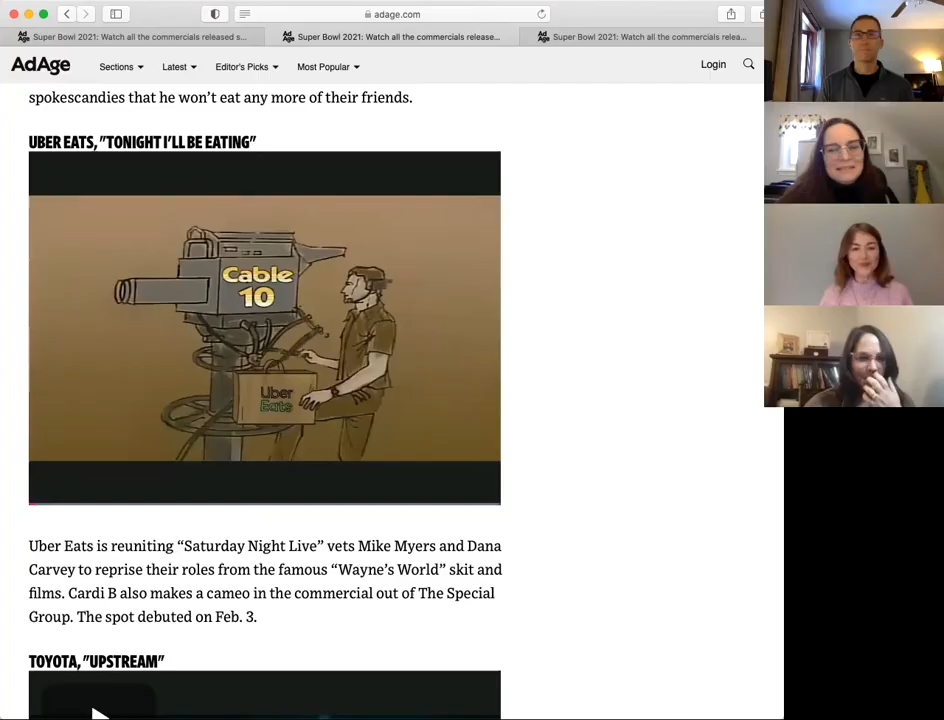 adage.com
Super Bowl 2021: Watch all the commercials released s...
Super Bowl 2021: Watch all the commercials release...
Super Bowl 2021: Watch all the commercials relea...
AdAge
Sections
Latest
Editor's Picks
Most Popular
Login
spokescandies that he won't eat any more of their friends.
UBER EATS, "TONIGHT I'LL BE EATING"
Cable
10
Uber
Eats
Uber Eats is reuniting “Saturday Night Live” vets Mike Myers and Dana
Carvey to reprise their roles from the famous “Wayne’s World” skit and
films. Cardi B also makes a cameo in the commercial out of The Special
Group. The spot debuted on Feb. 3.
TOYOTA, "UPSTREAM"